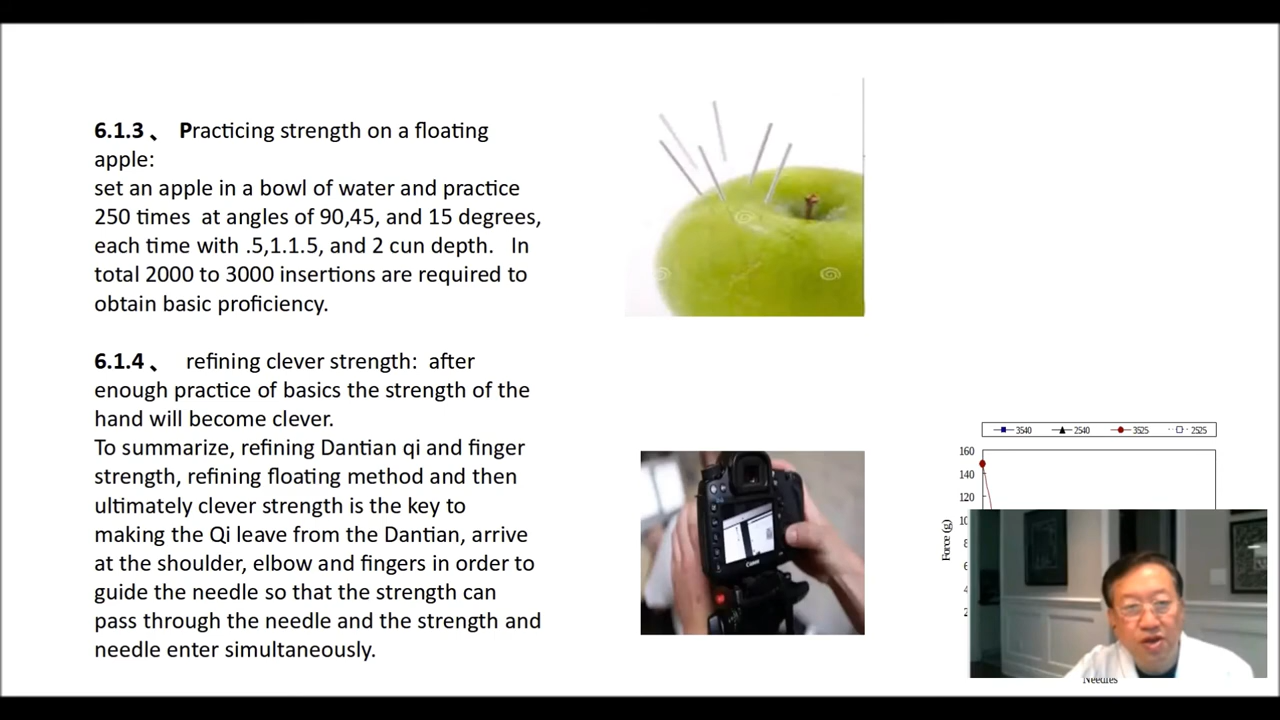 6.1.3、 Practicing strength on a floating
apple:
set an apple in a bowl of water and practice
250 times at angles of 90,45, and 15 degrees,
each time with .5,1.1.5, and 2 cun depth. In
total 2000 to 3000 insertions are required to
obtain basic proficiency.
6.1.4、 refining clever strength: after
enough practice of basics the strength of the
hand will become clever.
To summarize, refining Dantian qi and finger
strength, refining floating method and then
ultimately clever strength is the key to
making the Qi leave from the Dantian, arrive
at the shoulder, elbow and fingers in order to
guide the needle so that the strength can
pass through the needle and the strength and
needle enter simultaneously.
Canon
3540 2540 3525 2525
160
140
120
Force (g)
Needles